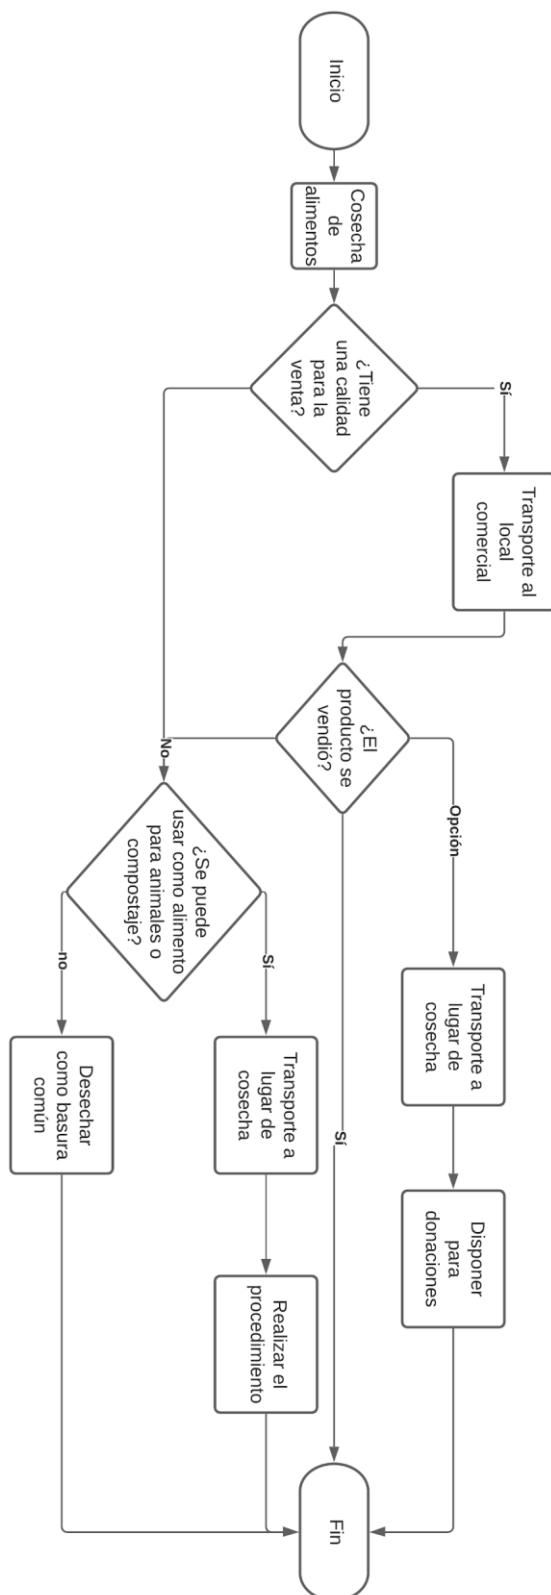 Inicio
Cosecha
de
alimentos
¿Tiene
una calidad
para la
venta?
Sí
Transporte al
local
comercial
¿El
producto se
vendió?
No
Opción
Sí
¿Se puede
usar como alimento
para animales o
compostaje?
Sí
no
Transporte a
lugar de
cosecha
Disponer
para
donaciones
Transporte a
lugar de
cosecha
Realizar el
procedimiento
Desechar
como basura
común
Fin